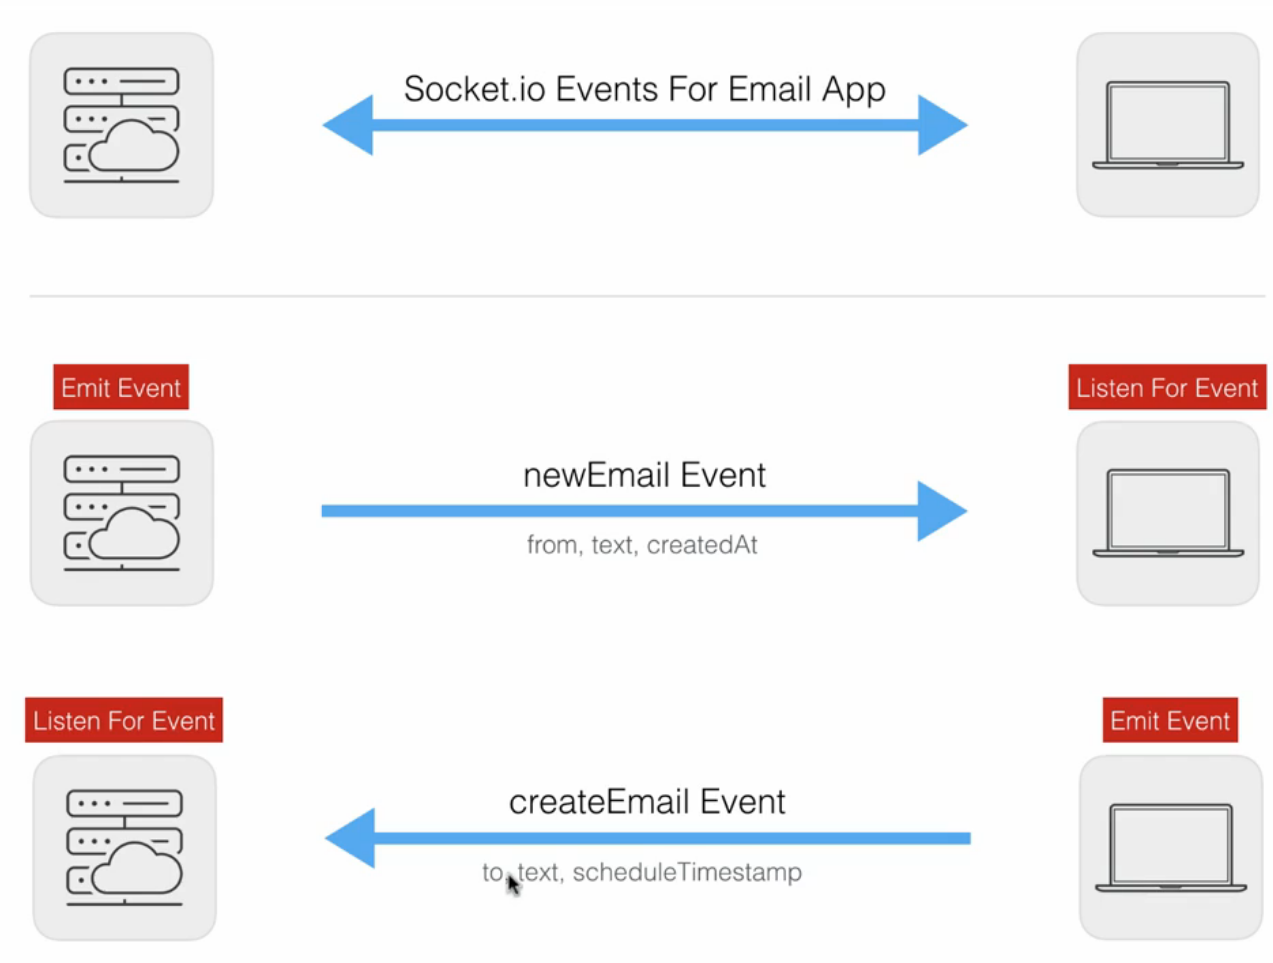 Socket.io Events For Email App
Emit Event
Listen For Event
newEmail Event
from, text, createdAt
Listen For Event
Emit Event
createEmail Event
to, text, scheduleTimestamp